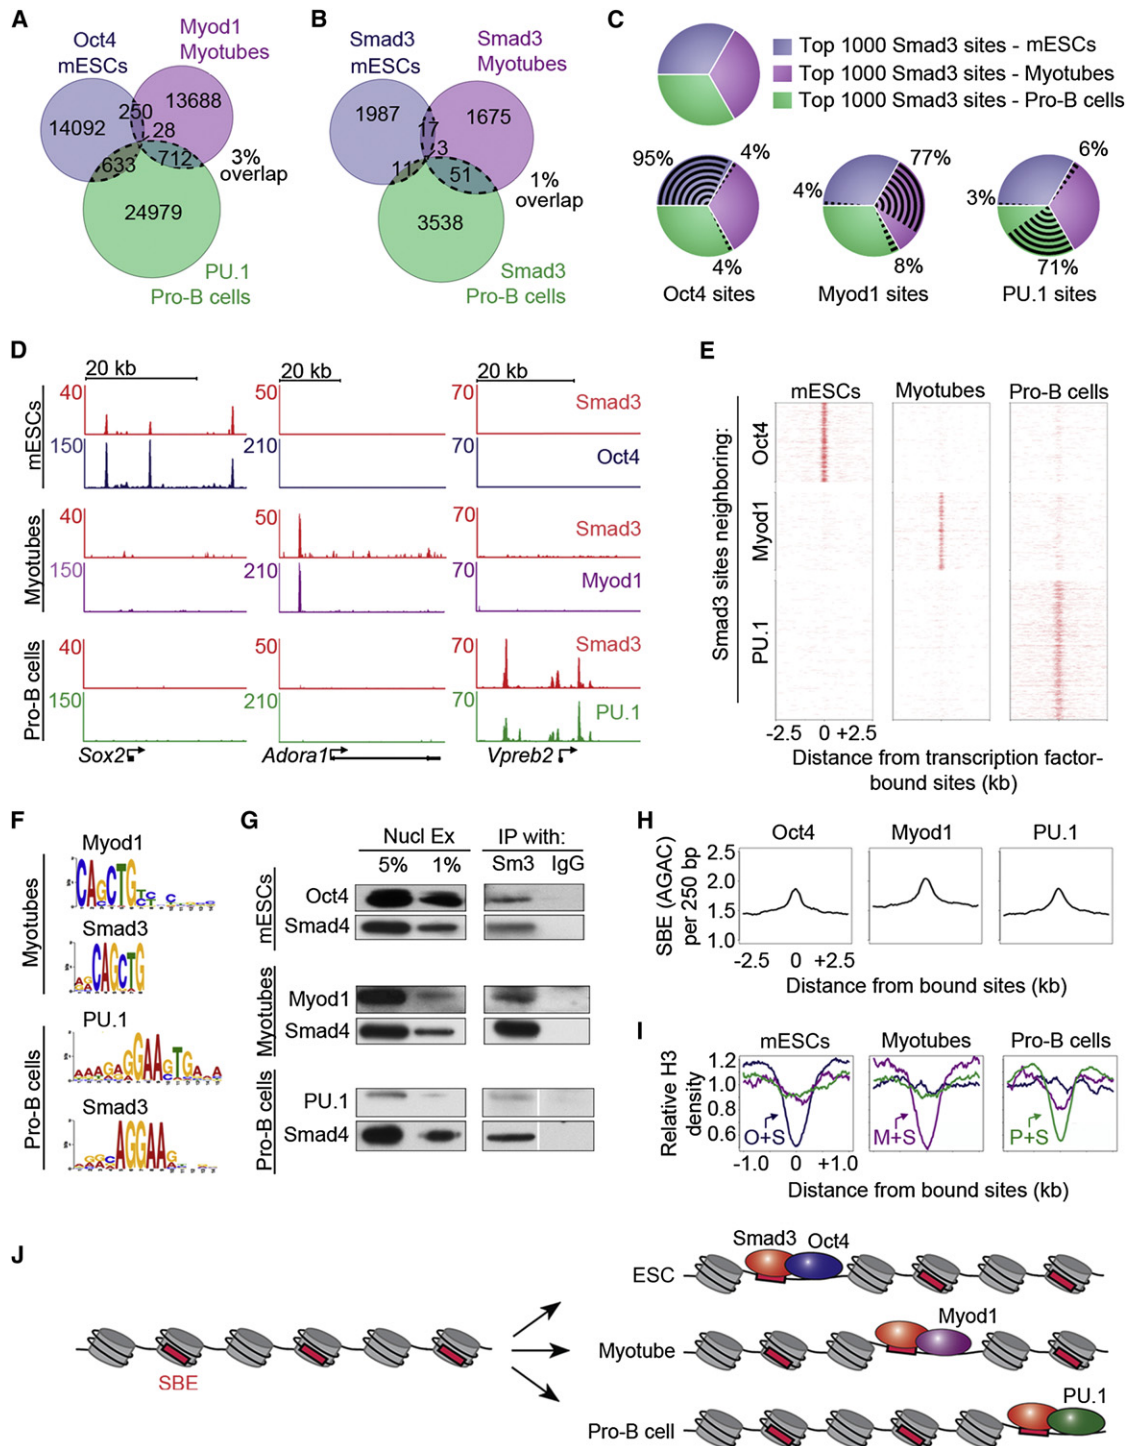 A
Oct4
mESCs
Myod1
Myotubes
250
13688
14092
28
633
712
3%
overlap
24979
PU.1
Pro-B cells
B
Smad3
mESCs
Smad3
Myotubes
1987
17
1675
3
11
51
1%
overlap
3538
Smad3
Pro-B cells
C
Top 1000 Smad3 sites - mESCs
Top 1000 Smad3 sites - Myotubes
Top 1000 Smad3 sites - Pro-B cells
95%
4%
4%
Oct4 sites
4%
77%
8%
Myod1 sites
3%
6%
71%
PU.1 sites
D
20 kb
20 kb
20 kb
mESCs
40
50
70
Smad3
150
210
70
Oct4
Myotubes
40
50
70
Smad3
150
210
70
Myod1
Pro-B cells
40
50
70
Smad3
150
210
70
PU.1
Sox2
Adora1
Vpreb2
E
mESCs
Myotubes
Pro-B cells
Smad3 sites neighboring:
Oct4
Myod1
PU.1
-2.5 0 +2.5
Distance from transcription factor-
bound sites (kb)
F
Myotubes
Myod1
CAGCTG
Smad3
CAGCTG
Pro-B cells
PU.1
Smad3
AGGAA
G
Nucl Ex
IP with:
5%
1%
Sm3
IgG
mESCs
Oct4
Smad4
Myotubes
Myod1
Smad4
Pro-B cells
PU.1
Smad4
H
Oct4
Myod1
PU.1
SBE (AGAC)
per 250 bp
2.5
2.0
1.5
1.0
-2.5 0 +2.5
Distance from bound sites (kb)
I
mESCs
Myotubes
Pro-B cells
Relative H3
density
1.2
1.0
0.8
0.6
O+S
M+S
P+S
-1.0 0 +1.0
Distance from bound sites (kb)
J
SBE
Smad3
Oct4
ESC
Myod1
Myotube
PU.1
Pro-B cell